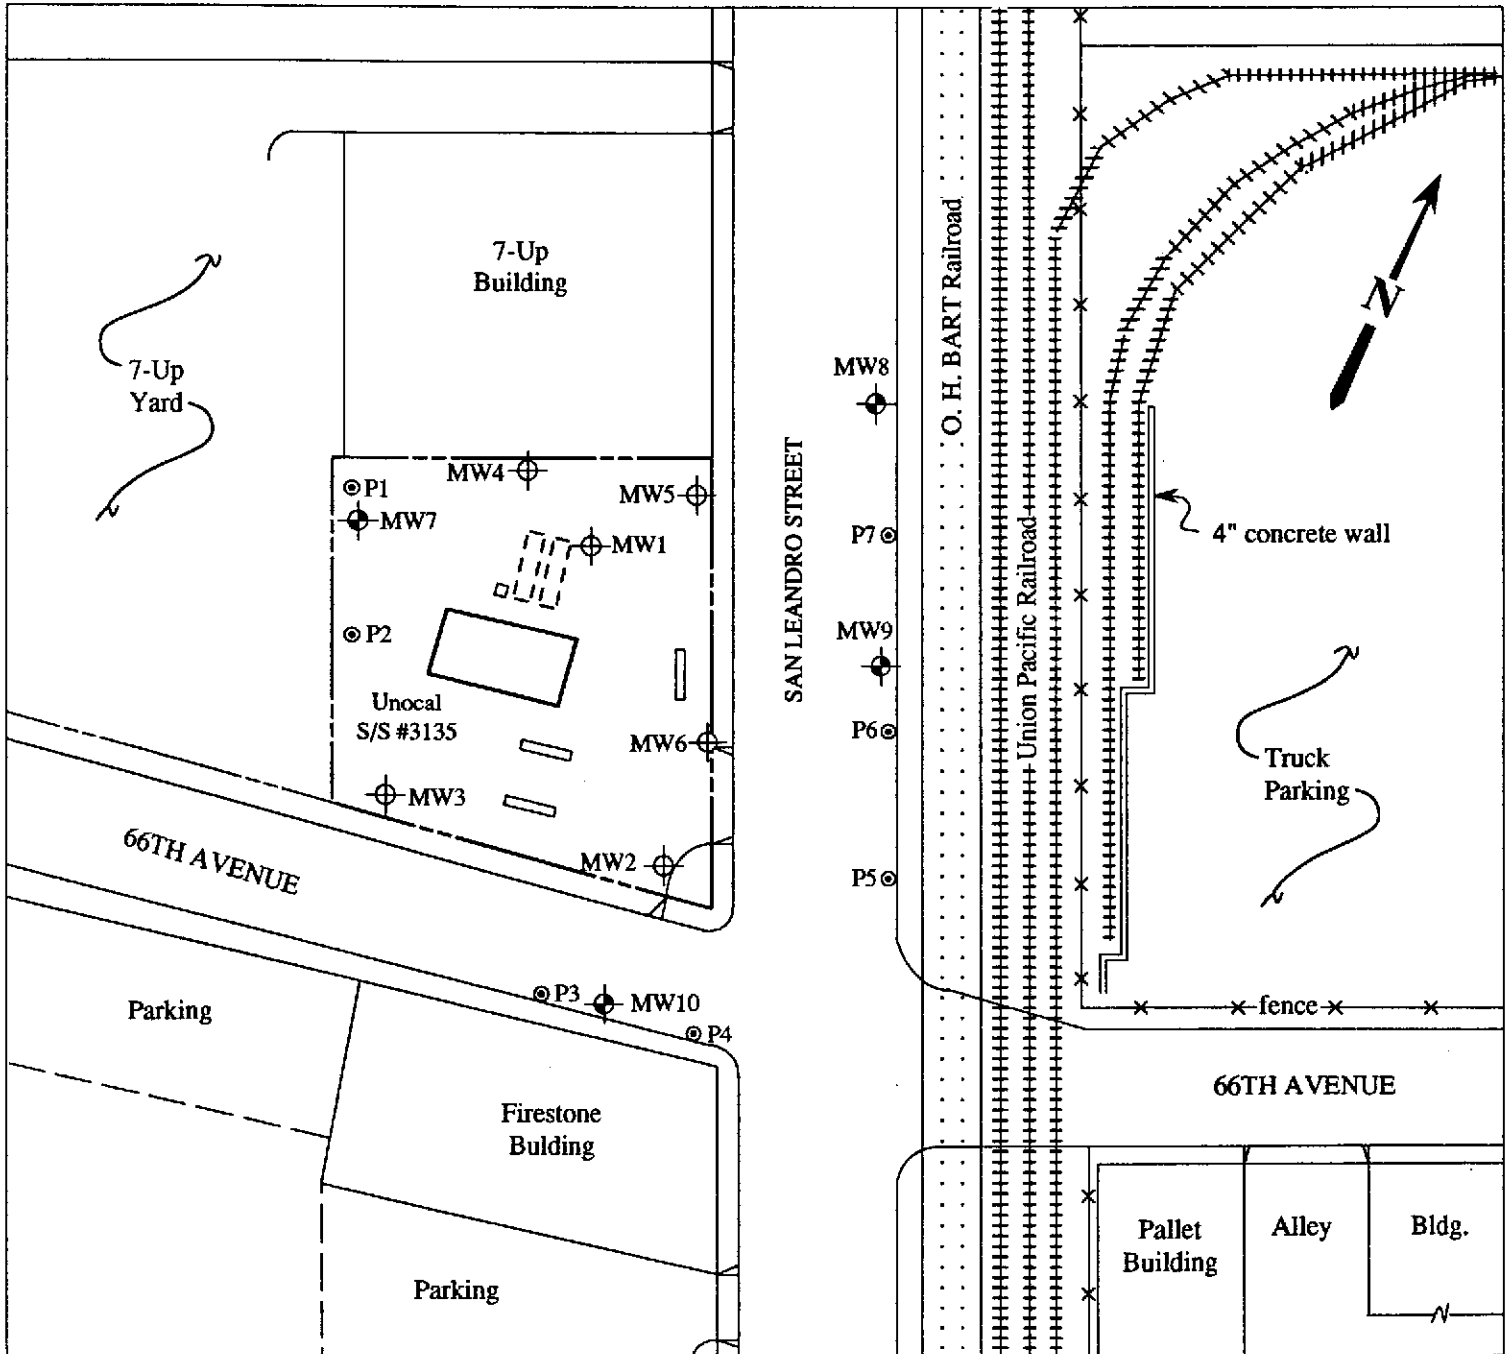 7-Up
Building
O. H. BART Railroad
N
7-Up
Yard
MW8
SAN LEANDRO STREET
MW4
MW5
P1
MW7
MW1
P7
4" concrete wall
Union Pacific Railroad
P2
MW9
Unocal
S/S #3135
MW6
P6
Truck
Parking
MW3
66TH AVENUE
MW2
P5
P3
MW10
P4
fence
Parking
66TH AVENUE
Firestone
Bulding
Pallet
Building
Alley
Bldg.
Parking